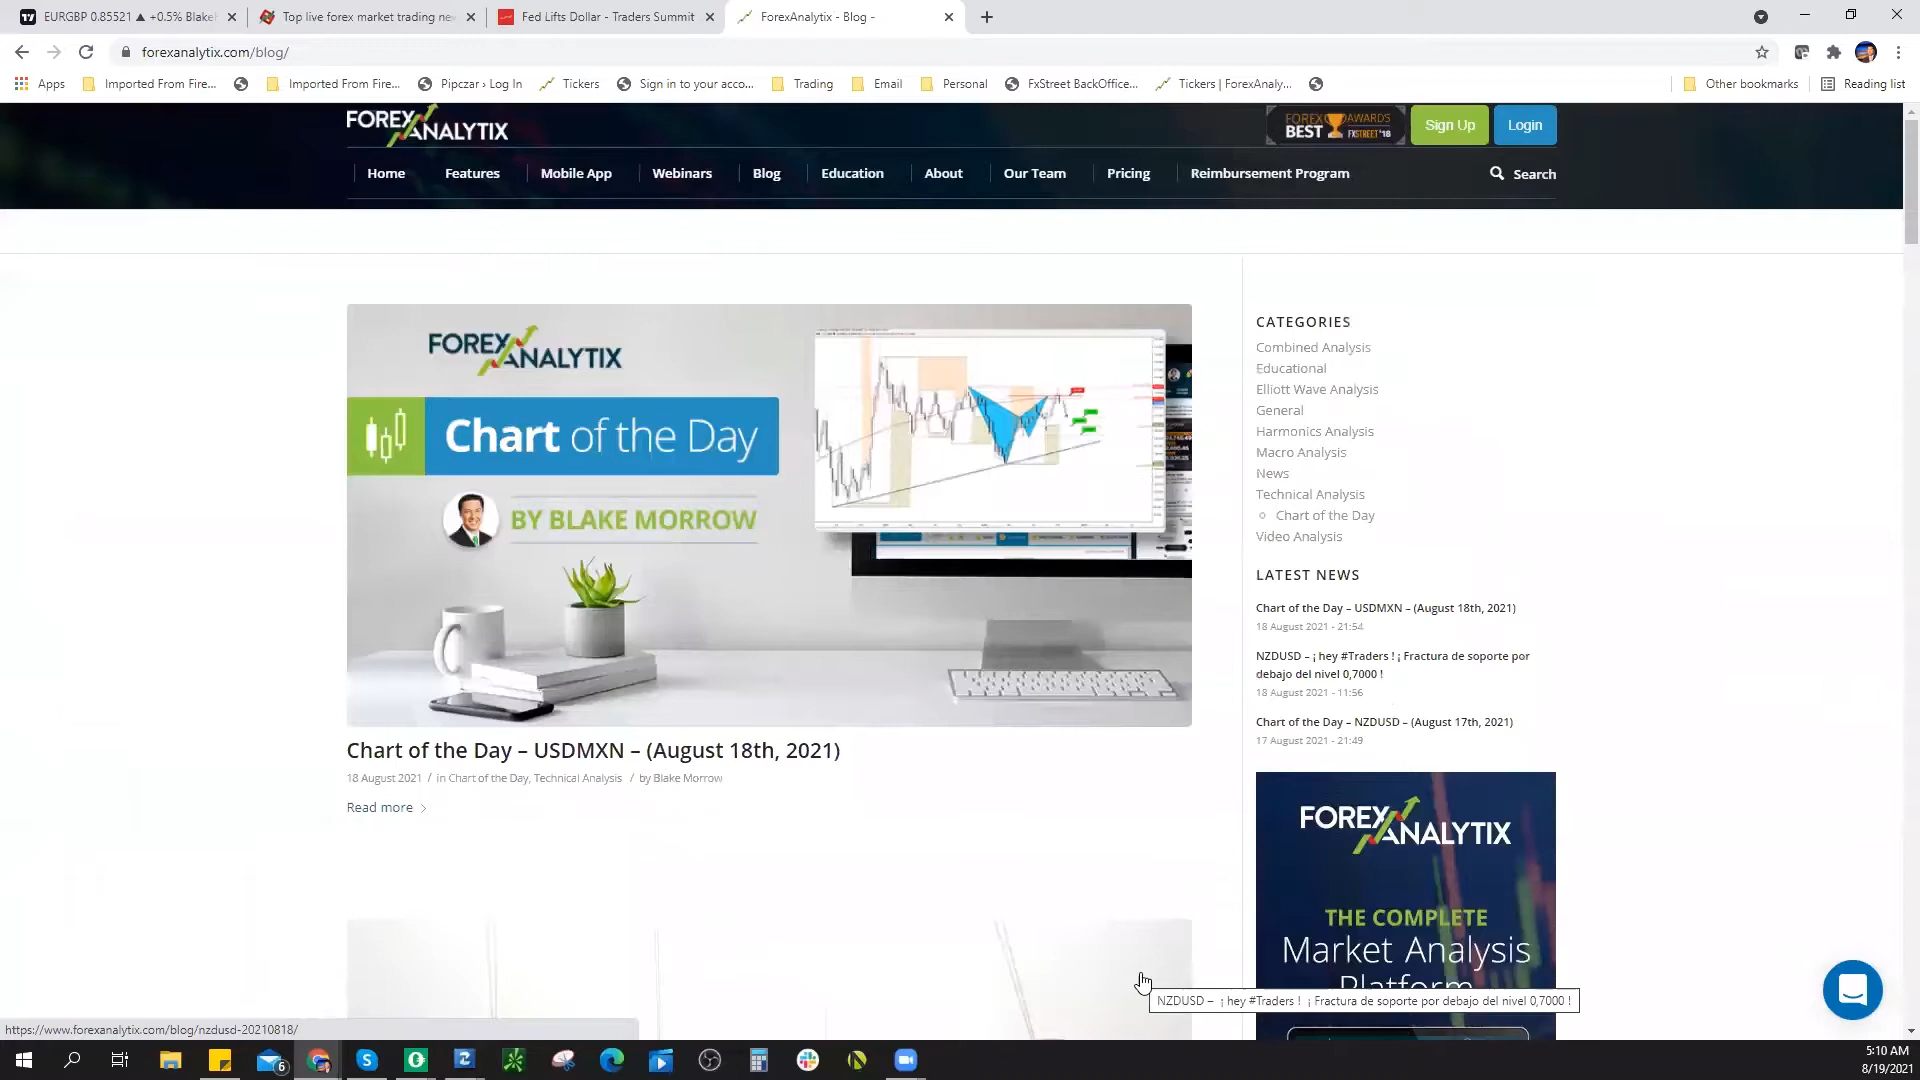 EURGBP 0.85521 ▲ +0.5% Blake
Top live forex market trading ne
Fed Lifts Dollar - Traders Summit
ForexAnalytix - Blog -
forexanalytix.com/blog/
Apps
Imported From Fire...
Imported From Fire...
Pipczar › Log In
Tickers
Sign in to your acco...
Trading
Email
Personal
FxStreet BackOffice...
Tickers | ForexAnaly...
Other bookmarks
Reading list
FOREX ANALYTIX
FOREX AWARDS
BEST FXSTREET '18
Sign Up
Login
Home
Features
Mobile App
Webinars
Blog
Education
About
Our Team
Pricing
Reimbursement Program
Search
FOREX ANALYTIX
Chart of the Day
BY BLAKE MORROW
Chart of the Day – USDMXN – (August 18th, 2021)
18 August 2021 / in Chart of the Day, Technical Analysis / by Blake Morrow
Read more
CATEGORIES
Combined Analysis
Educational
Elliott Wave Analysis
General
Harmonics Analysis
Macro Analysis
News
Technical Analysis
Chart of the Day
Video Analysis
LATEST NEWS
Chart of the Day – USDMXN – (August 18th, 2021)
18 August 2021 - 21:54
NZDUSD – ¡ hey #Traders ! ¡ Fractura de soporte por
debajo del nivel 0,7000 !
18 August 2021 - 11:56
Chart of the Day – NZDUSD – (August 17th, 2021)
17 August 2021 - 21:49
FOREX ANALYTIX
THE COMPLETE
Market Analysis
Platform
NZDUSD – ¡ hey #Traders ! ¡ Fractura de soporte por debajo del nivel 0,7000 !
https://www.forexanalytix.com/blog/nzdusd-20210818/
6
5:10 AM
8/19/2021